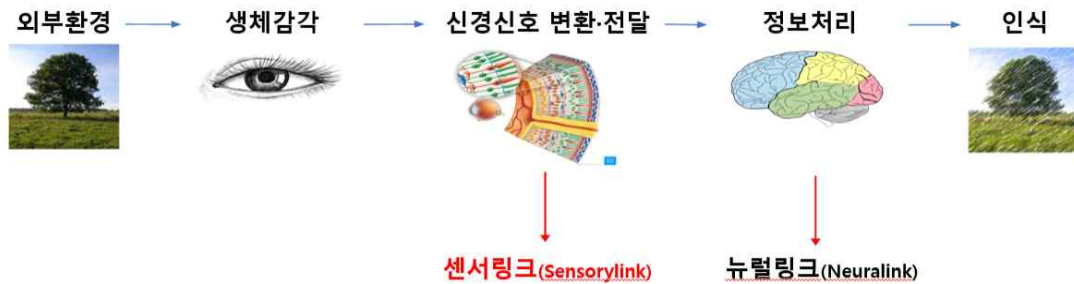 외부환경 생체감각 신경신호 변환·전달 정보처리 인식
센서링크(Sensorylink) 뉴럴링크(Neuralink)